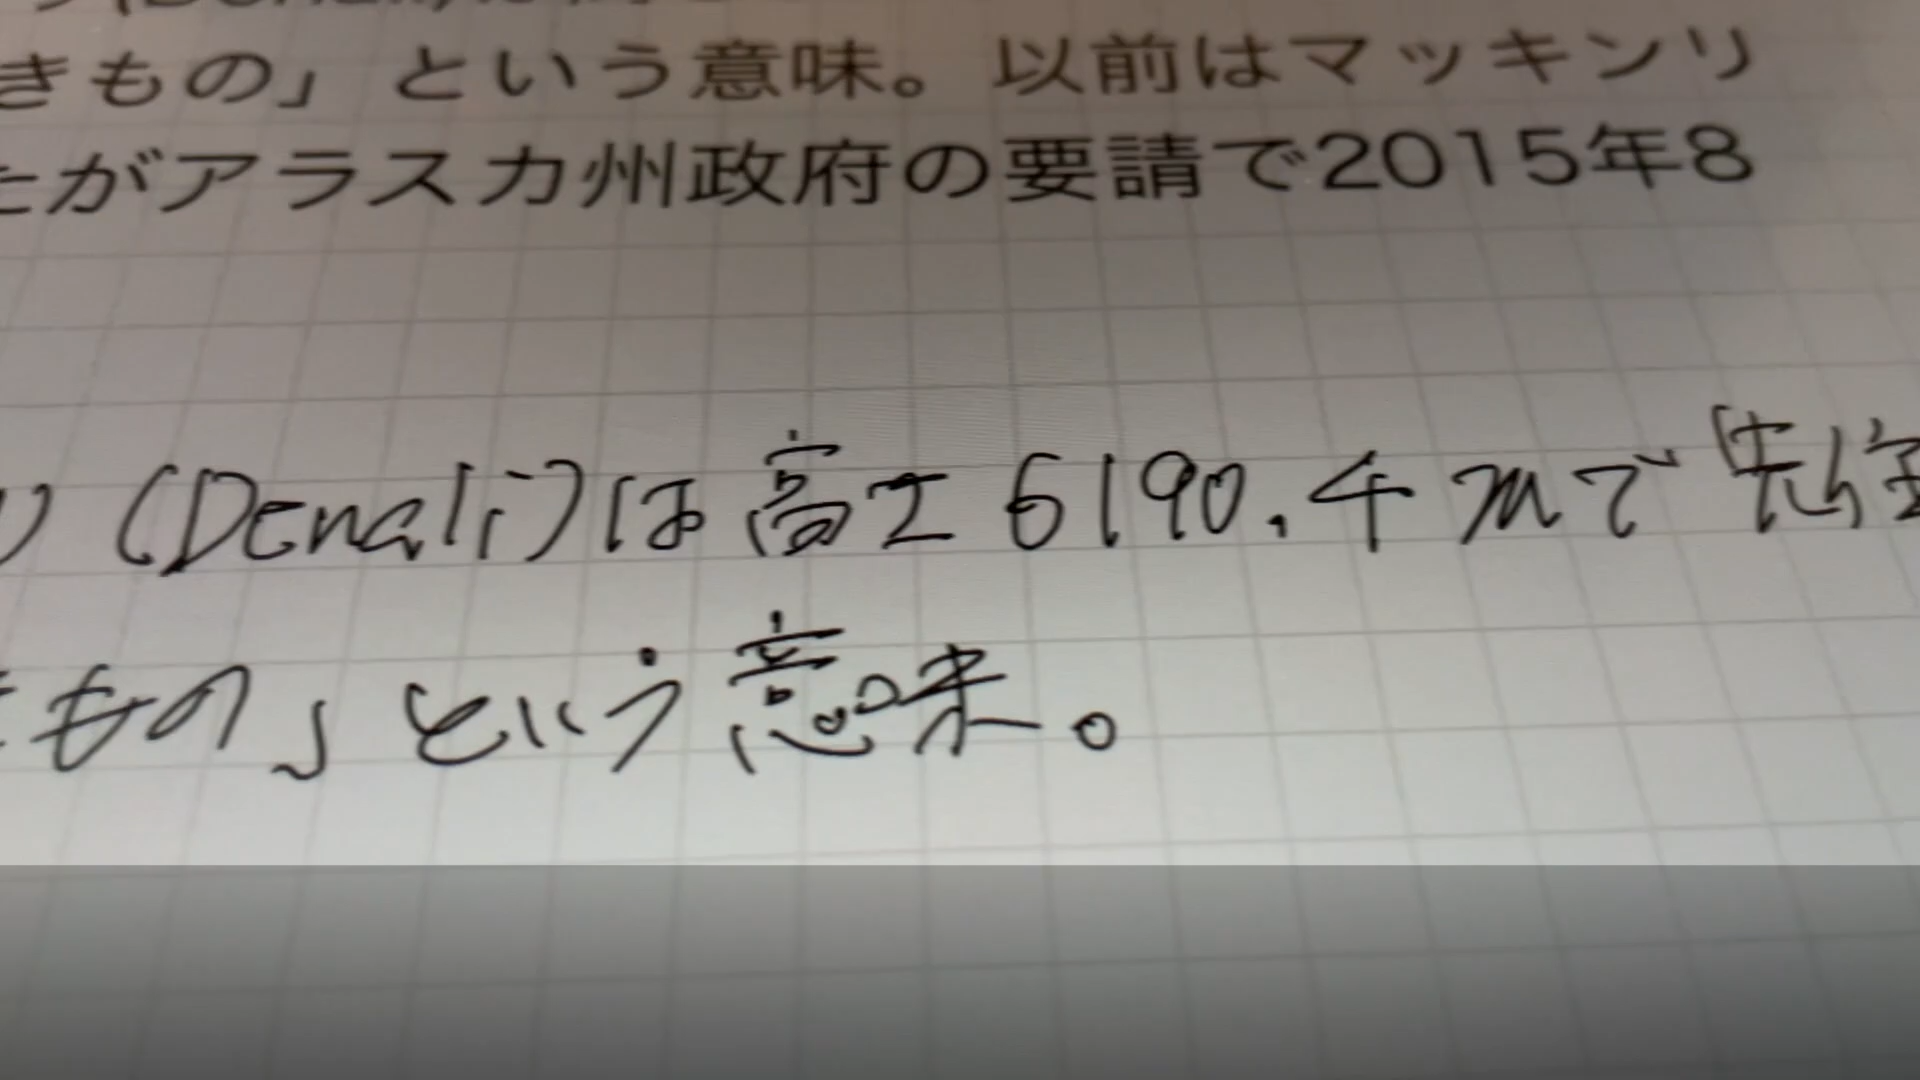 きもの」という意味。以前はマッキンリ
たがアラスカ州政府の要請で2015年8
リ(Denali)は高さ6190.4mで「偉
きもの」という意味。